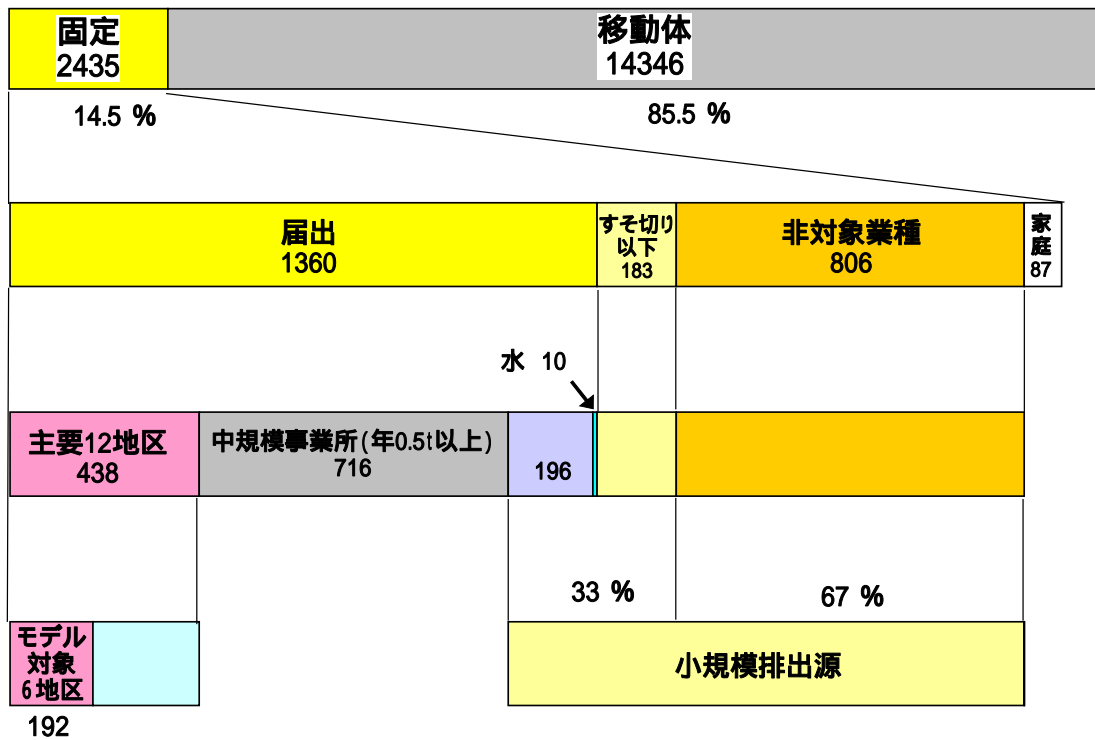 固定
2435
移動体
14346
14.5 %
85.5 %
届出
1360
すそ切り
以下
183
非対象業種
806
家
庭
87
水 10
主要12地区
438
中規模事業所(年0.5t以上)
716
196
33 %
67 %
モデル
対象
6地区
192
小規模排出源